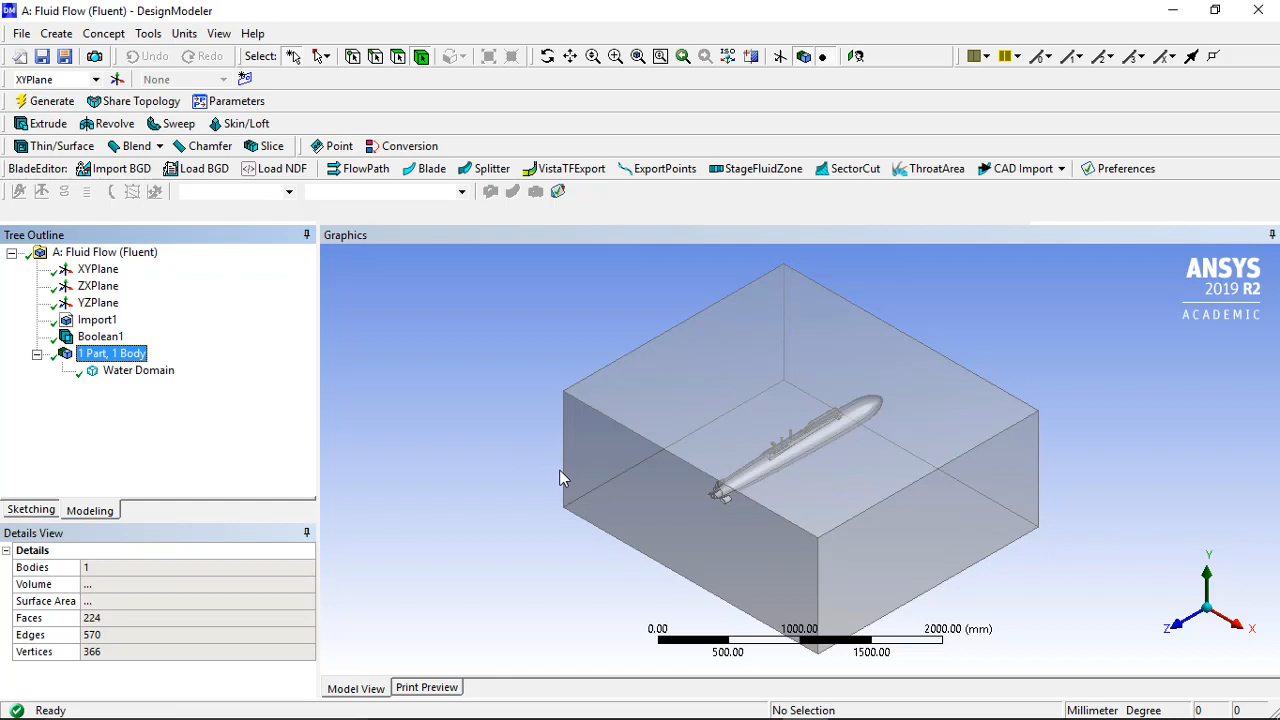 DM A: Fluid Flow (Fluent) - DesignModeler
File Create Concept Tools Units View Help
Undo Redo Select:
XYPlane None
Generate Share Topology Parameters
Extrude Revolve Sweep Skin/Loft
Thin/Surface Blend Chamfer Slice Point Conversion
BladeEditor: Import BGD Load BGD Load NDF FlowPath Blade Splitter VistaTFExport ExportPoints StageFluidZone SectorCut ThroatArea CAD Import Preferences
Tree Outline
A: Fluid Flow (Fluent)
XYPlane
ZXPlane
YZPlane
Import1
Boolean1
1 Part, 1 Body
Water Domain
Sketching Modeling
Details View
Details
Bodies 1
Volume ...
Surface Area ...
Faces 224
Edges 570
Vertices 366
Graphics
ANSYS
2019 R2
ACADEMIC
Y
Z X
0.00 1000.00 2000.00 (mm)
500.00 1500.00
Model View Print Preview
Ready No Selection Millimeter Degree 0 0